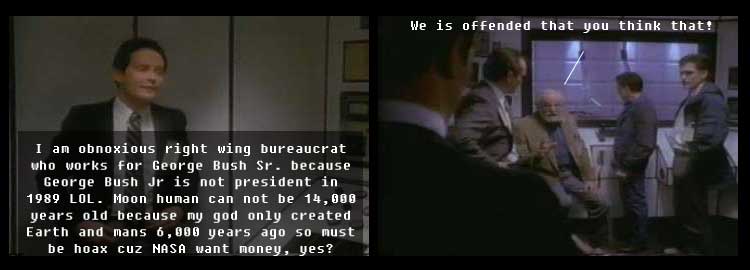 I am obnoxious right wing bureaucrat
who works for George Bush Sr. because
George Bush Jr is not president in
1989 LOL. Moon human can not be 14,000
years old because my god only created
Earth and mans 6,000 years ago so must
be hoax cuz NASA want money, yes?
We is offended that you think that!